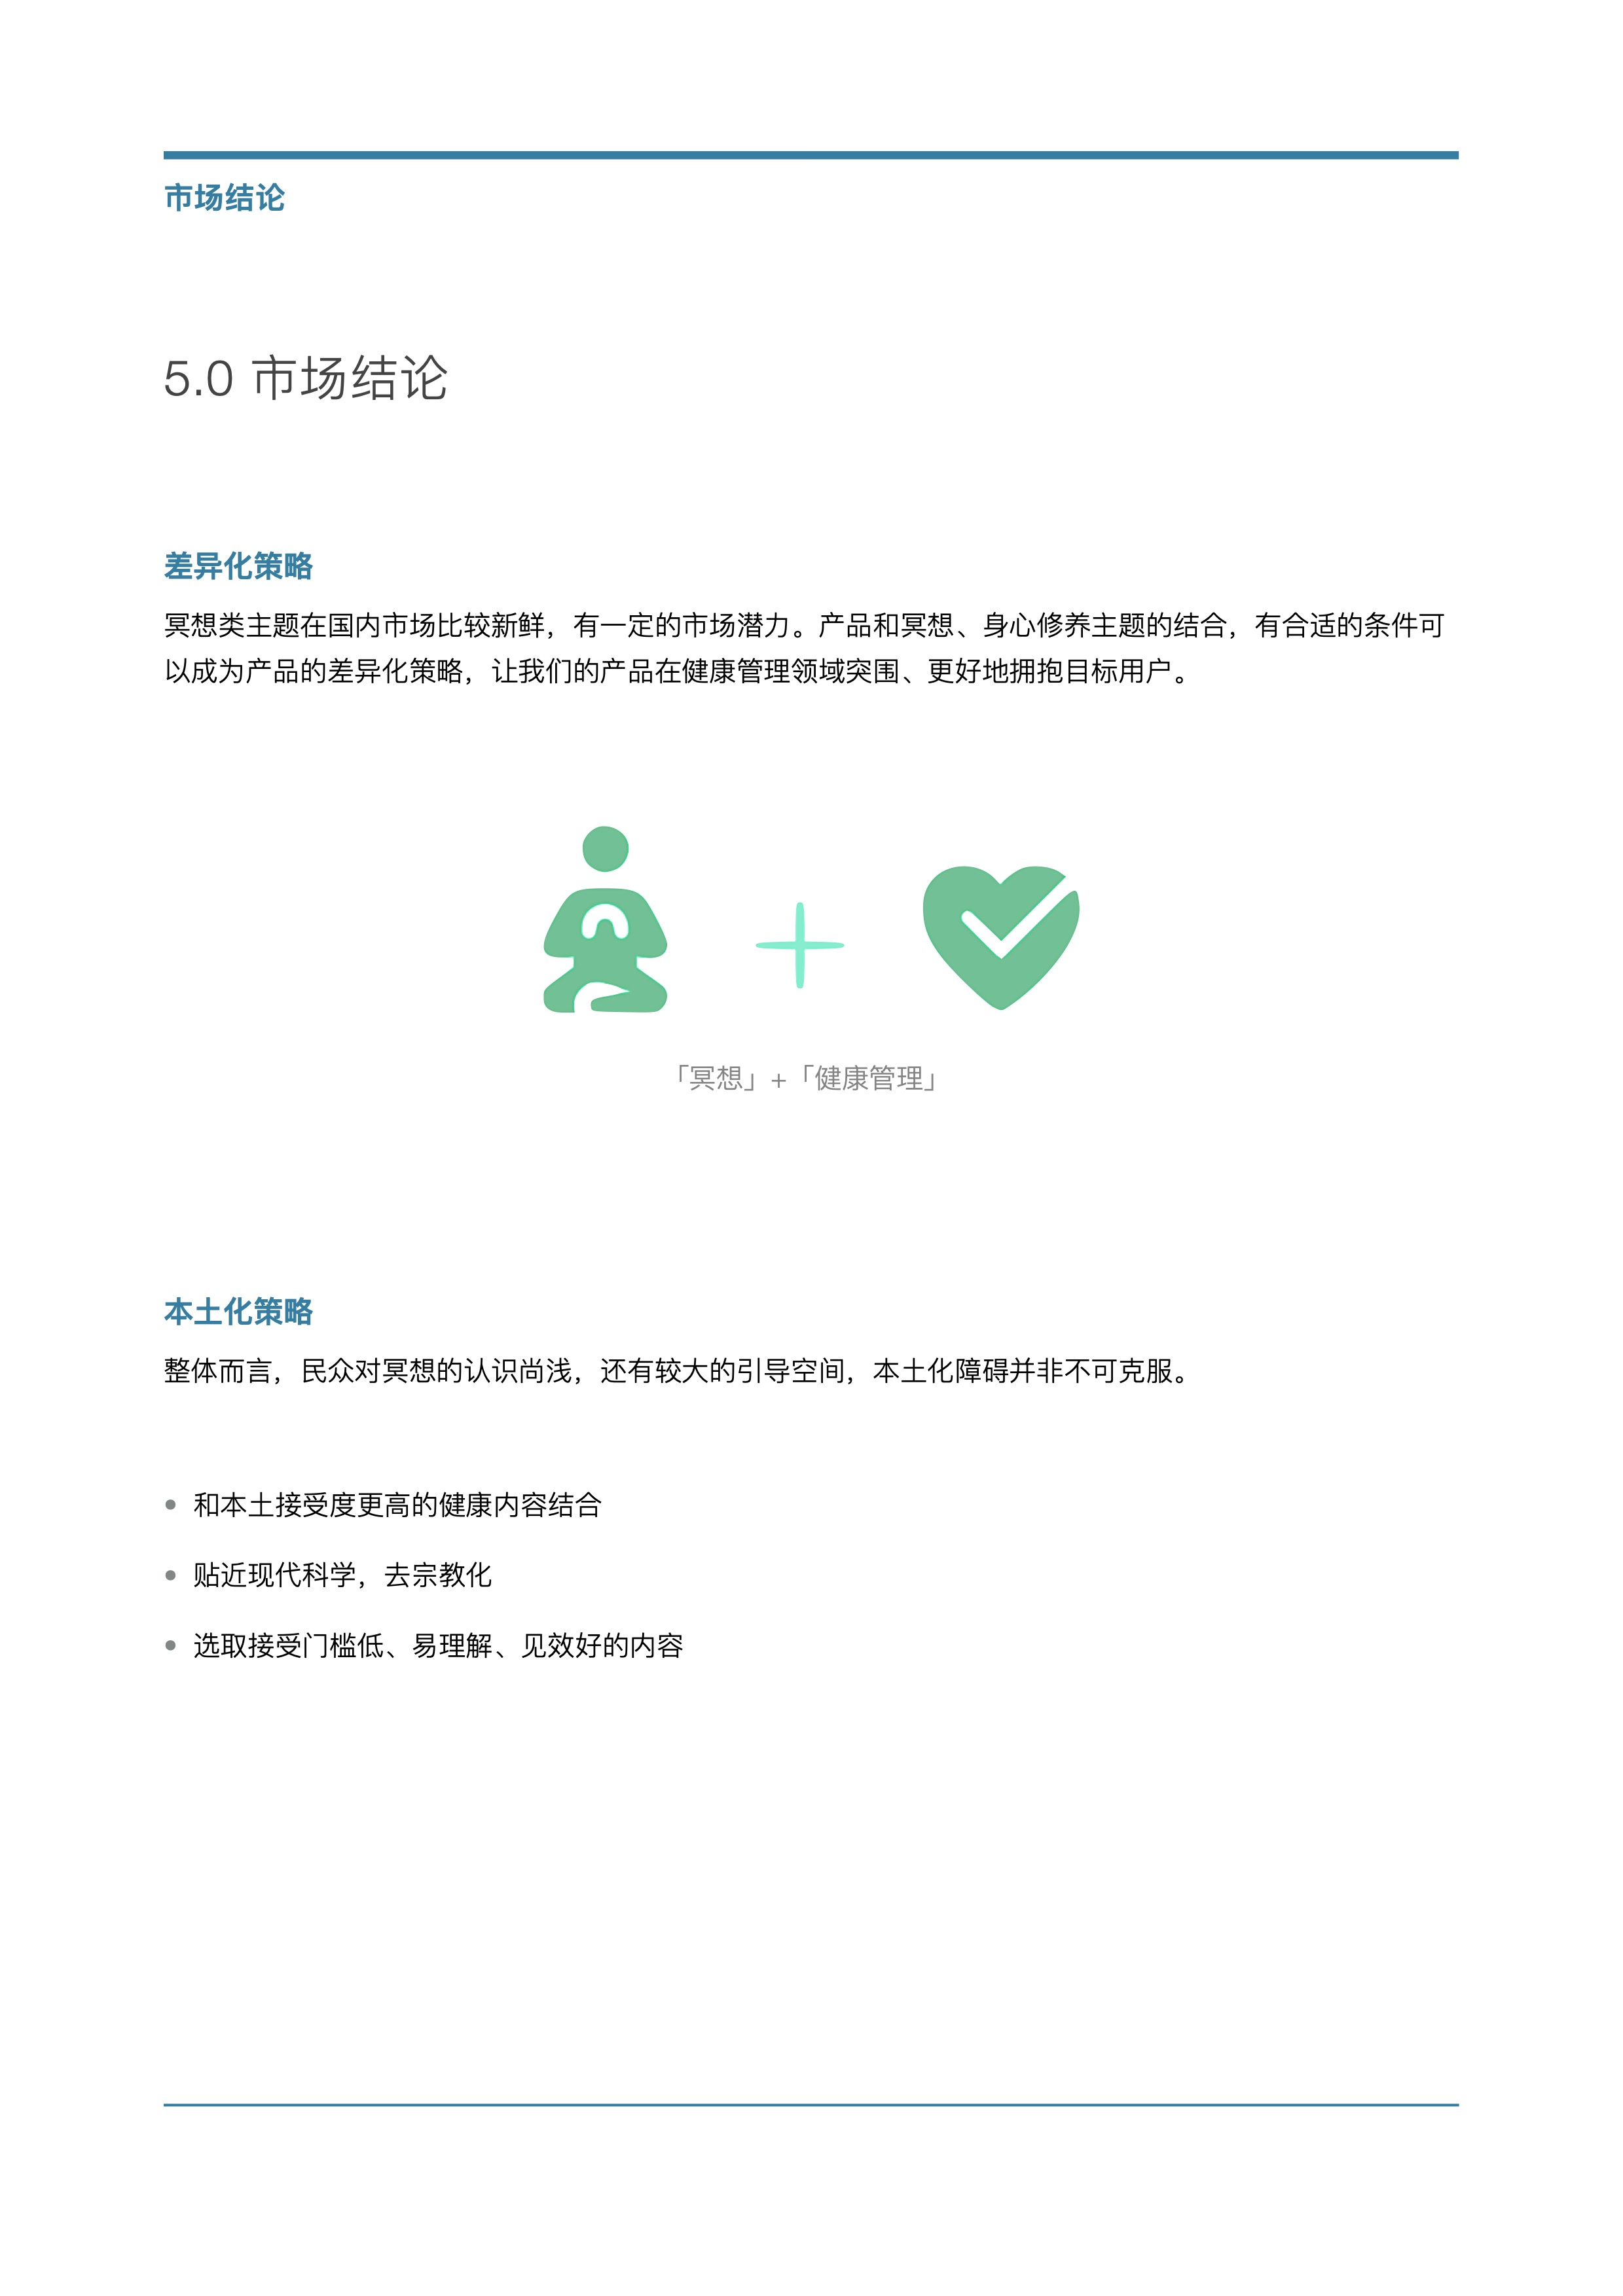 市场结论
5.0 市场结论
差异化策略
冥想类主题在国内市场比较新鲜，有一定的市场潜力。产品和冥想、身心修养主题的结合，有合适的条件可
以成为产品的差异化策略，让我们的产品在健康管理领域突围、更好地拥抱目标用户。
「冥想」+「健康管理」
本土化策略
整体而言，民众对冥想的认识尚浅，还有较大的引导空间，本土化障碍并非不可克服。
• 和本土接受度更高的健康内容结合
• 贴近现代科学，去宗教化
• 选取接受门槛低、易理解、见效好的内容